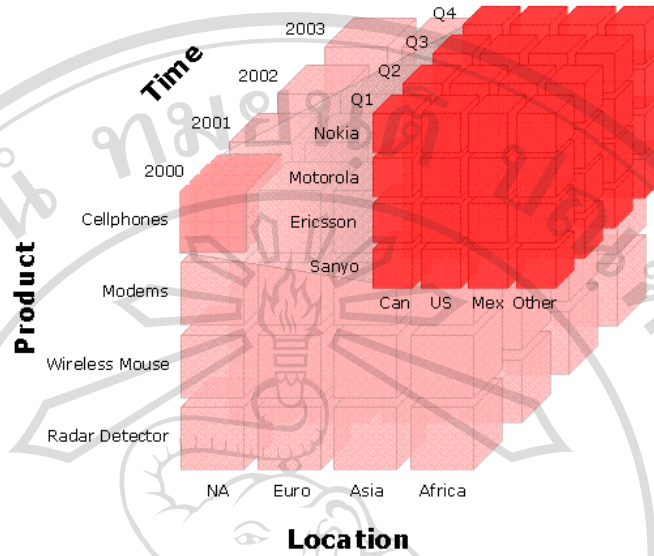 Q4
2003
Q3
Time
Q2
2002
Q1
2001
Nokia
2000
Motorola
Cellphones
Ericsson
Sanyo
Modems
Can US Mex Other
Product
Wireless Mouse
Radar Detector
NA Euro Asia Africa
Location